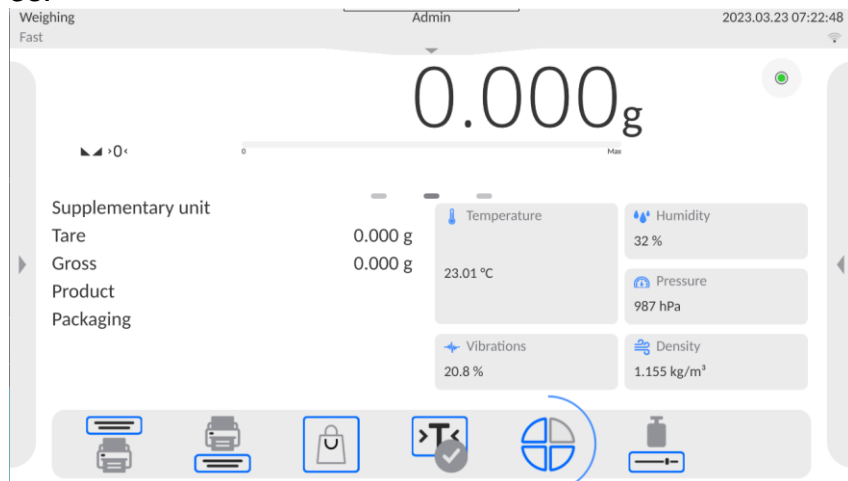 Weighing
Admin
2023.03.23 07:22:48
Fast
0.000g
›0‹
0
Max
Supplementary unit
Tare 0.000 g
Gross 0.000 g
Product
Packaging
Temperature
23.01 °C
Humidity
32 %
Pressure
987 hPa
Vibrations
20.8 %
Density
1.155 kg/m³
>T<